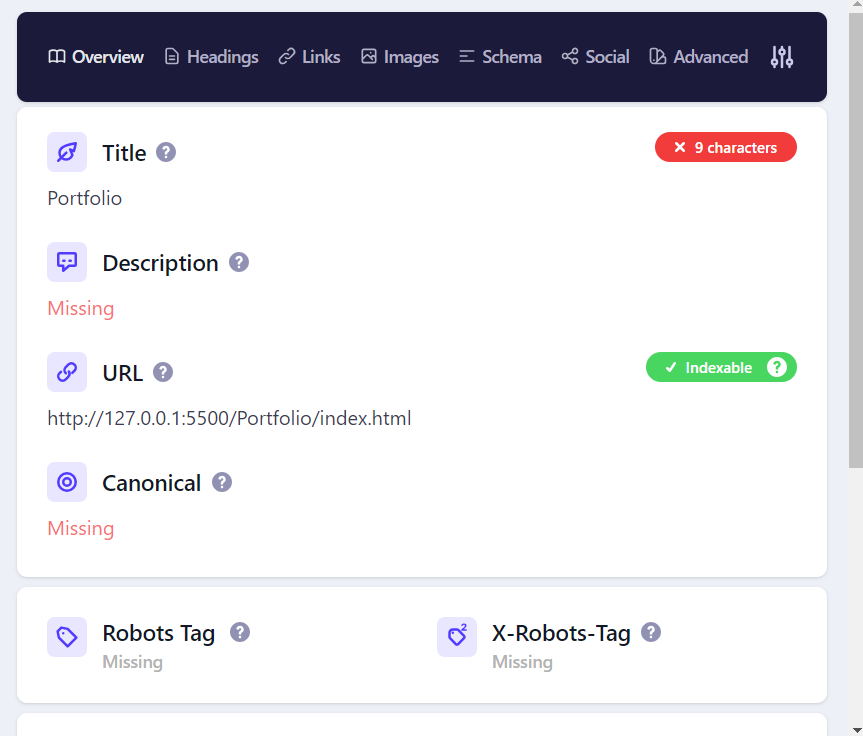 Overview Headings Links Images Schema Social Advanced
Title ? 9 characters
Portfolio
Description ?
Missing
URL ? Indexable ?
http://127.0.0.1:5500/Portfolio/index.html
Canonical ?
Missing
Robots Tag ? X-Robots-Tag ?
Missing Missing